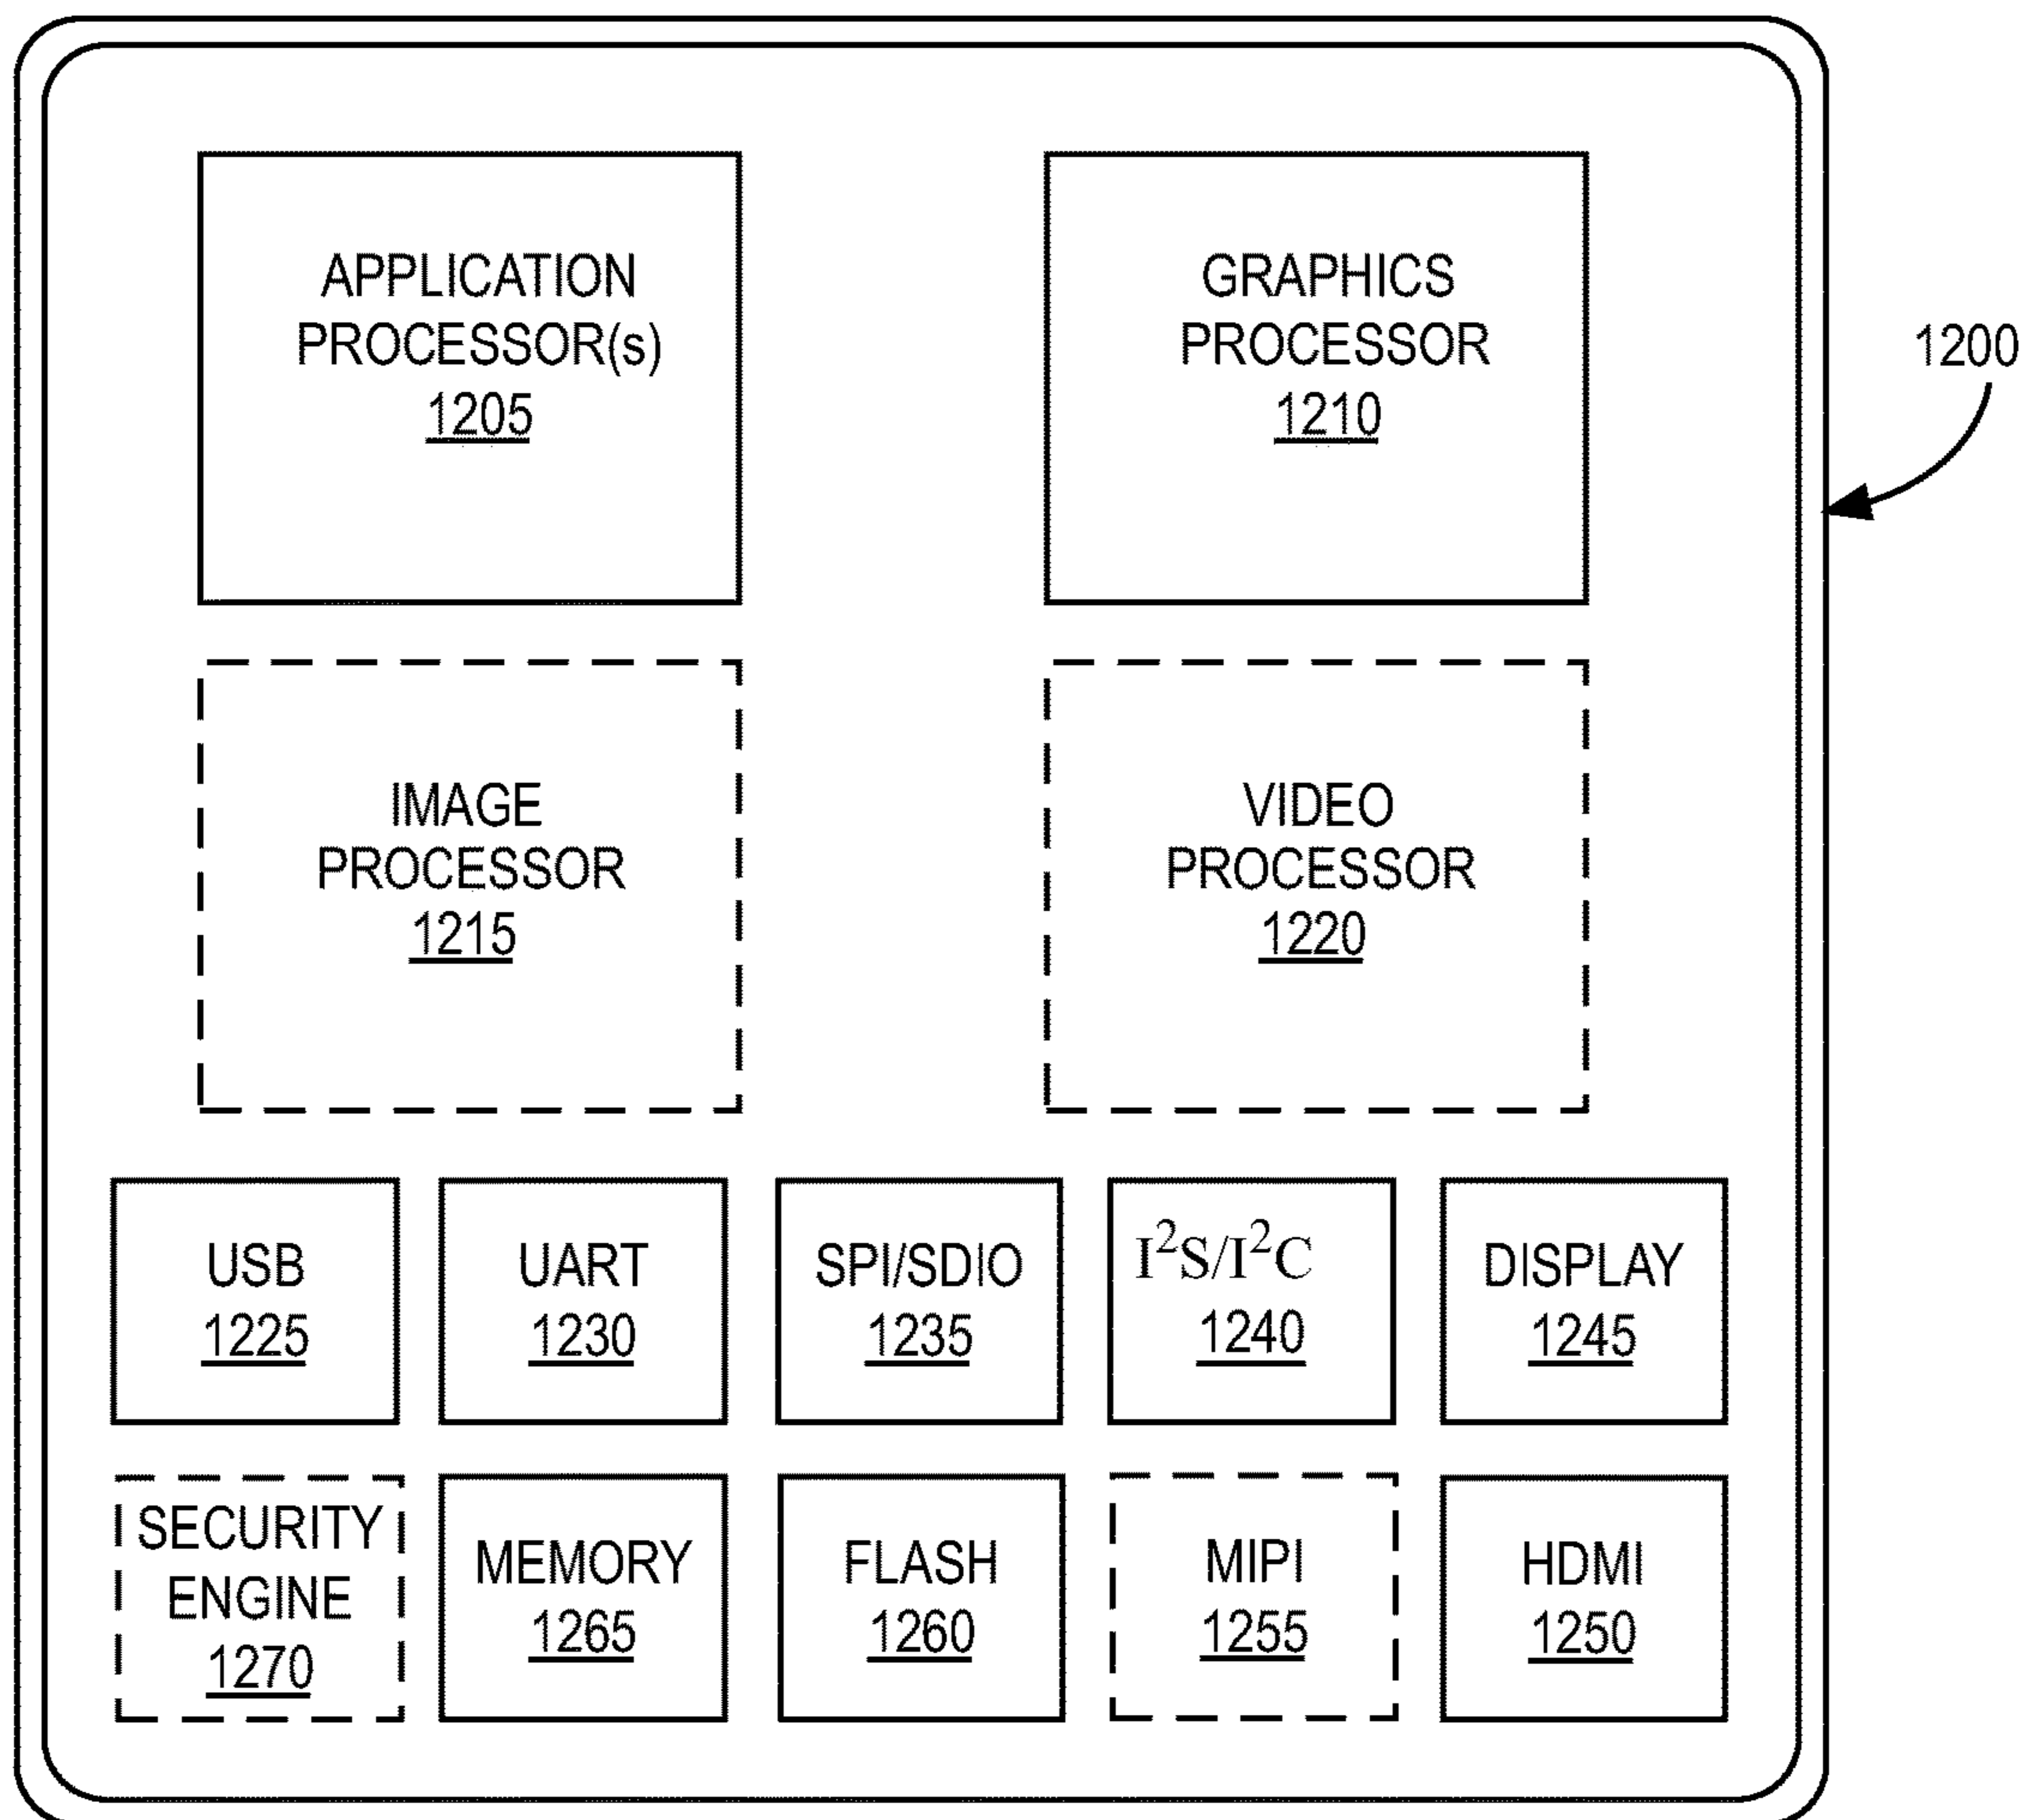 APPLICATION
PROCESSOR(s)
1205
GRAPHICS
PROCESSOR
1210
1200
IMAGE
PROCESSOR
1215
VIDEO
PROCESSOR
1220
USB
1225
UART
1230
SPI/SDIO
1235
I²S/I²C
1240
DISPLAY
1245
SECURITY
ENGINE
1270
MEMORY
1265
FLASH
1260
MIPI
1255
HDMI
1250